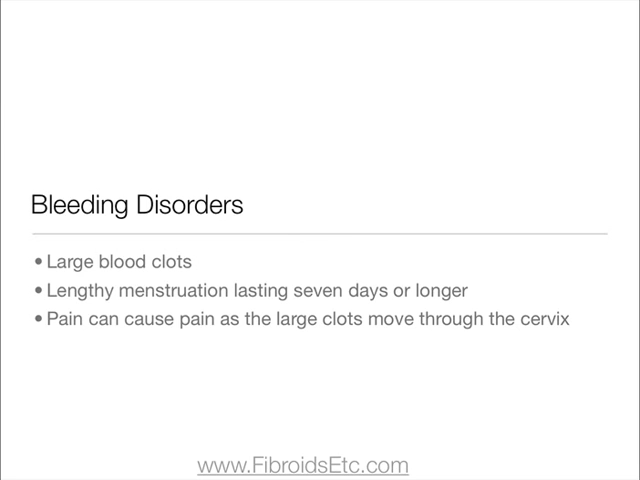 Bleeding Disorders
• Large blood clots
• Lengthy menstruation lasting seven days or longer
• Pain can cause pain as the large clots move through the cervix
www.FibroidsEtc.com